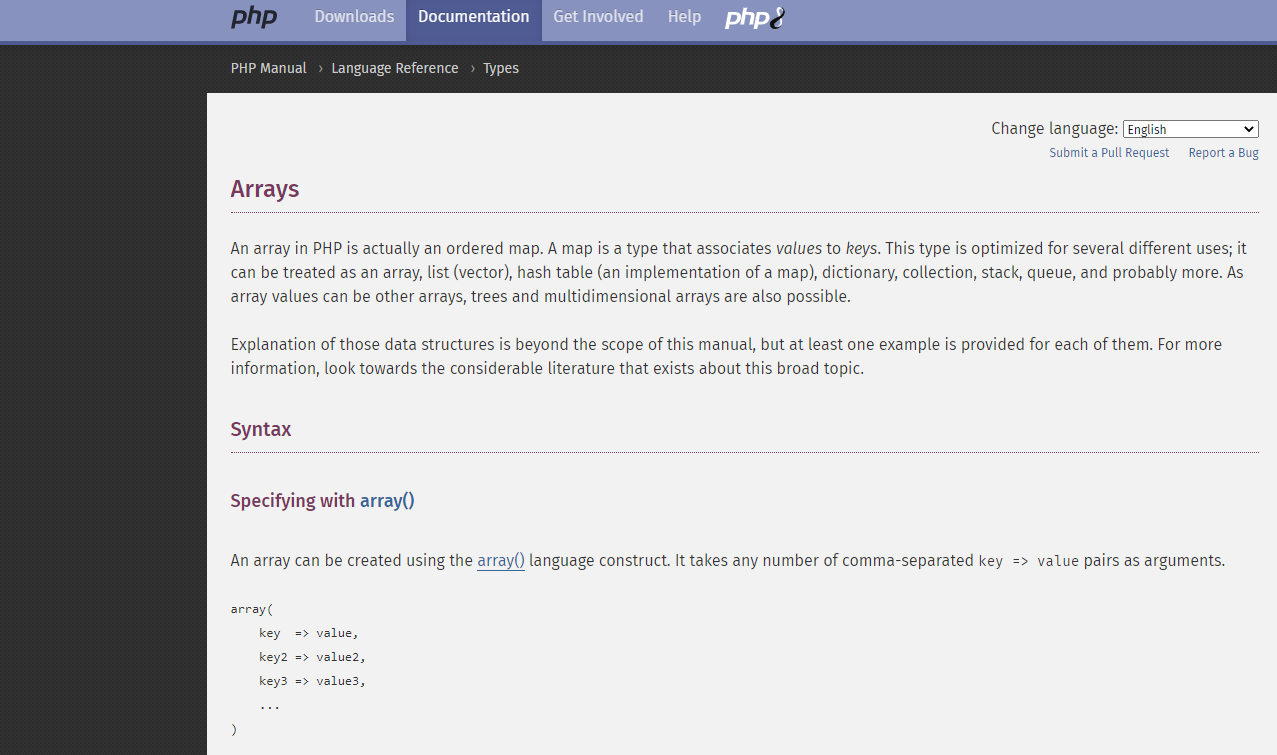 php Downloads Documentation Get Involved Help php8
PHP Manual › Language Reference › Types
Change language: English
Submit a Pull Request Report a Bug
Arrays
An array in PHP is actually an ordered map. A map is a type that associates values to keys. This type is optimized for several different uses; it
can be treated as an array, list (vector), hash table (an implementation of a map), dictionary, collection, stack, queue, and probably more. As
array values can be other arrays, trees and multidimensional arrays are also possible.
Explanation of those data structures is beyond the scope of this manual, but at least one example is provided for each of them. For more
information, look towards the considerable literature that exists about this broad topic.
Syntax
Specifying with array()
An array can be created using the array() language construct. It takes any number of comma-separated key => value pairs as arguments.
array(
    key  => value,
    key2 => value2,
    key3 => value3,
    ...
)